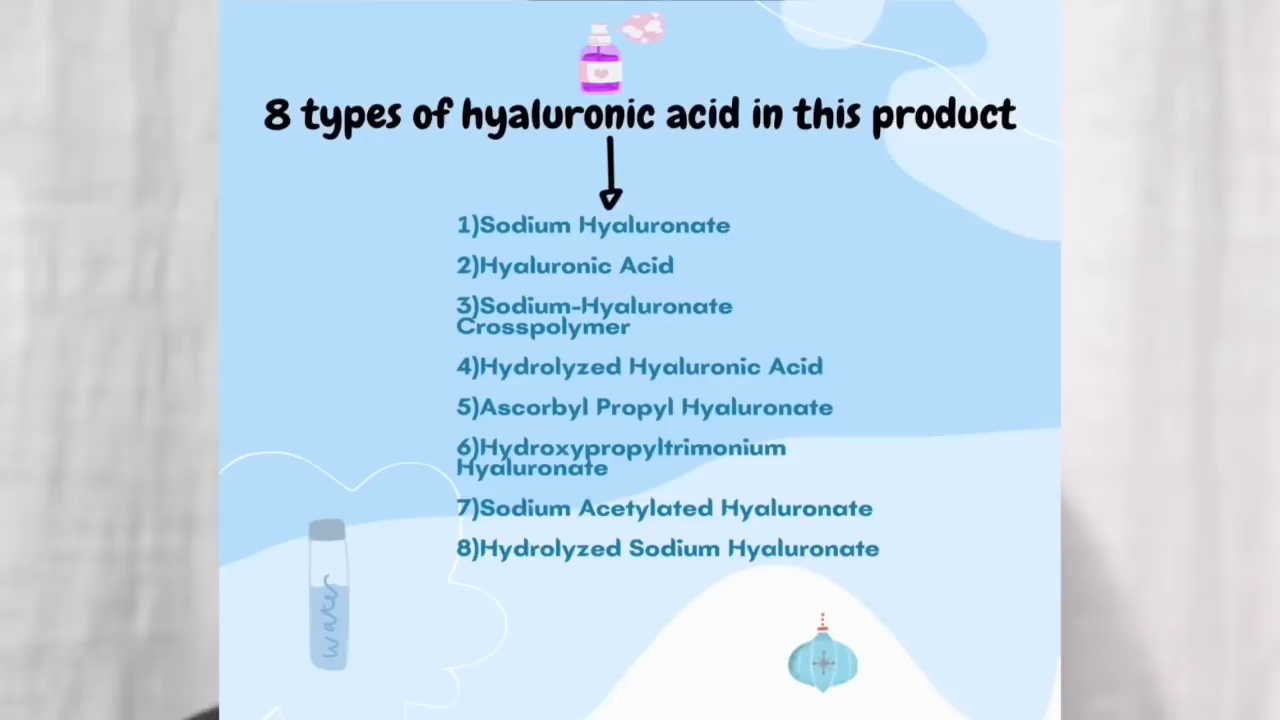 8 types of hyaluronic acid in this product
1)Sodium Hyaluronate
2)Hyaluronic Acid
3)Sodium-Hyaluronate
Crosspolymer
4)Hydrolyzed Hyaluronic Acid
5)Ascorbyl Propyl Hyaluronate
6)Hydroxypropyltrimonium
Hyaluronate
7)Sodium Acetylated Hyaluronate
8)Hydrolyzed Sodium Hyaluronate
water